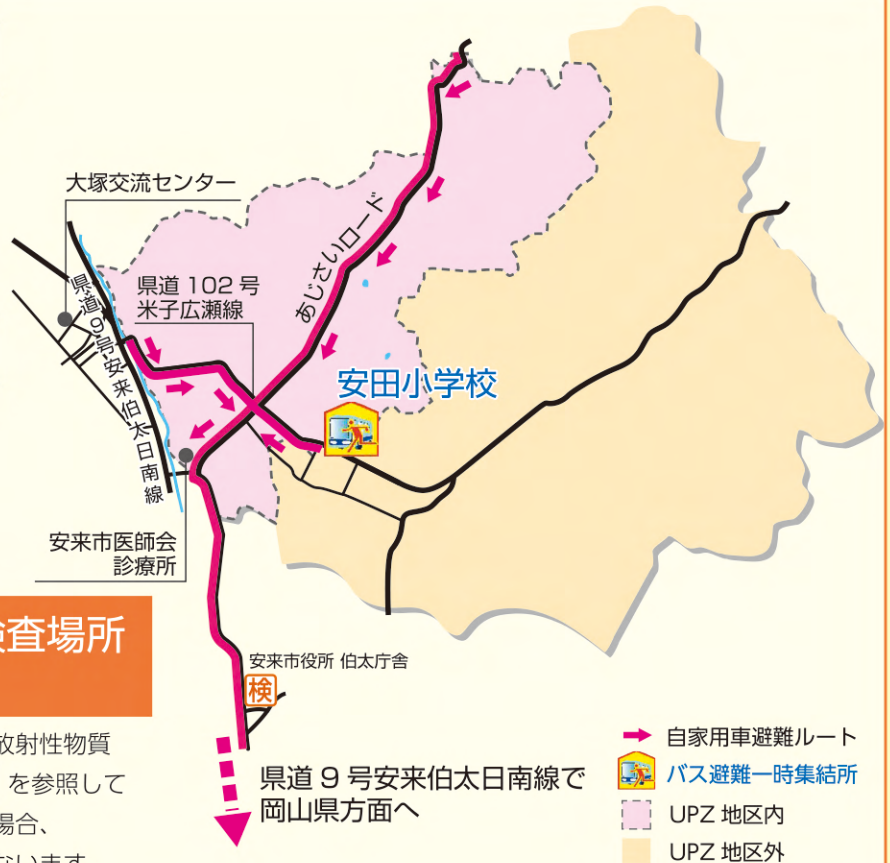 大塚交流センター
県道 102 号
米子広瀬線
あじさいロード
県道9号安来伯太日南線
安田小学校
安来市医師会
診療所
査場所
安来市役所 伯太庁舎
検
放射性物質
を参照して
場合、
ないます
県道 9 号安来伯太日南線で
岡山県方面へ
自家用車避難ルート
バス避難一時集結所
UPZ 地区内
UPZ 地区外